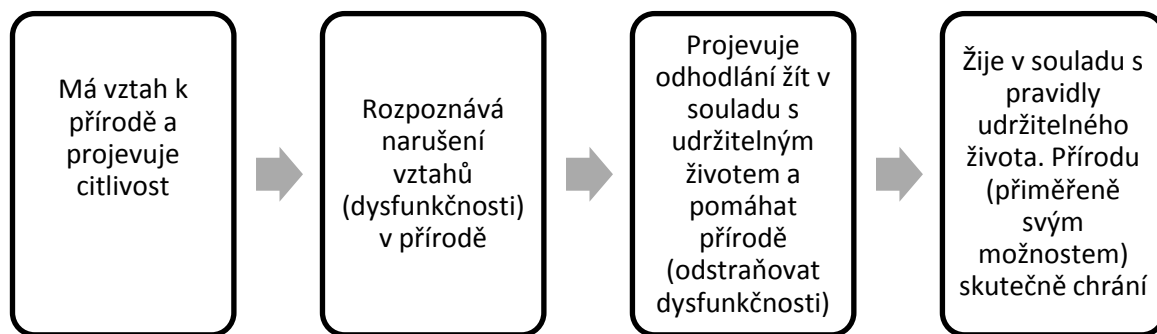 Má vztah k
přírodě a
projevuje
citlivost
Rozpoznává
narušení
vztahů
(dysfunkčnosti)
v přírodě
Projevuje
odhodlání žít v
souladu s
udržitelným
životem a
pomáhat
přírodě
(odstraňovat
dysfunkčnosti)
Žije v souladu s
pravidly
udržitelného
života. Přírodu
(přiměřeně
svým
možnostem)
skutečně chrání